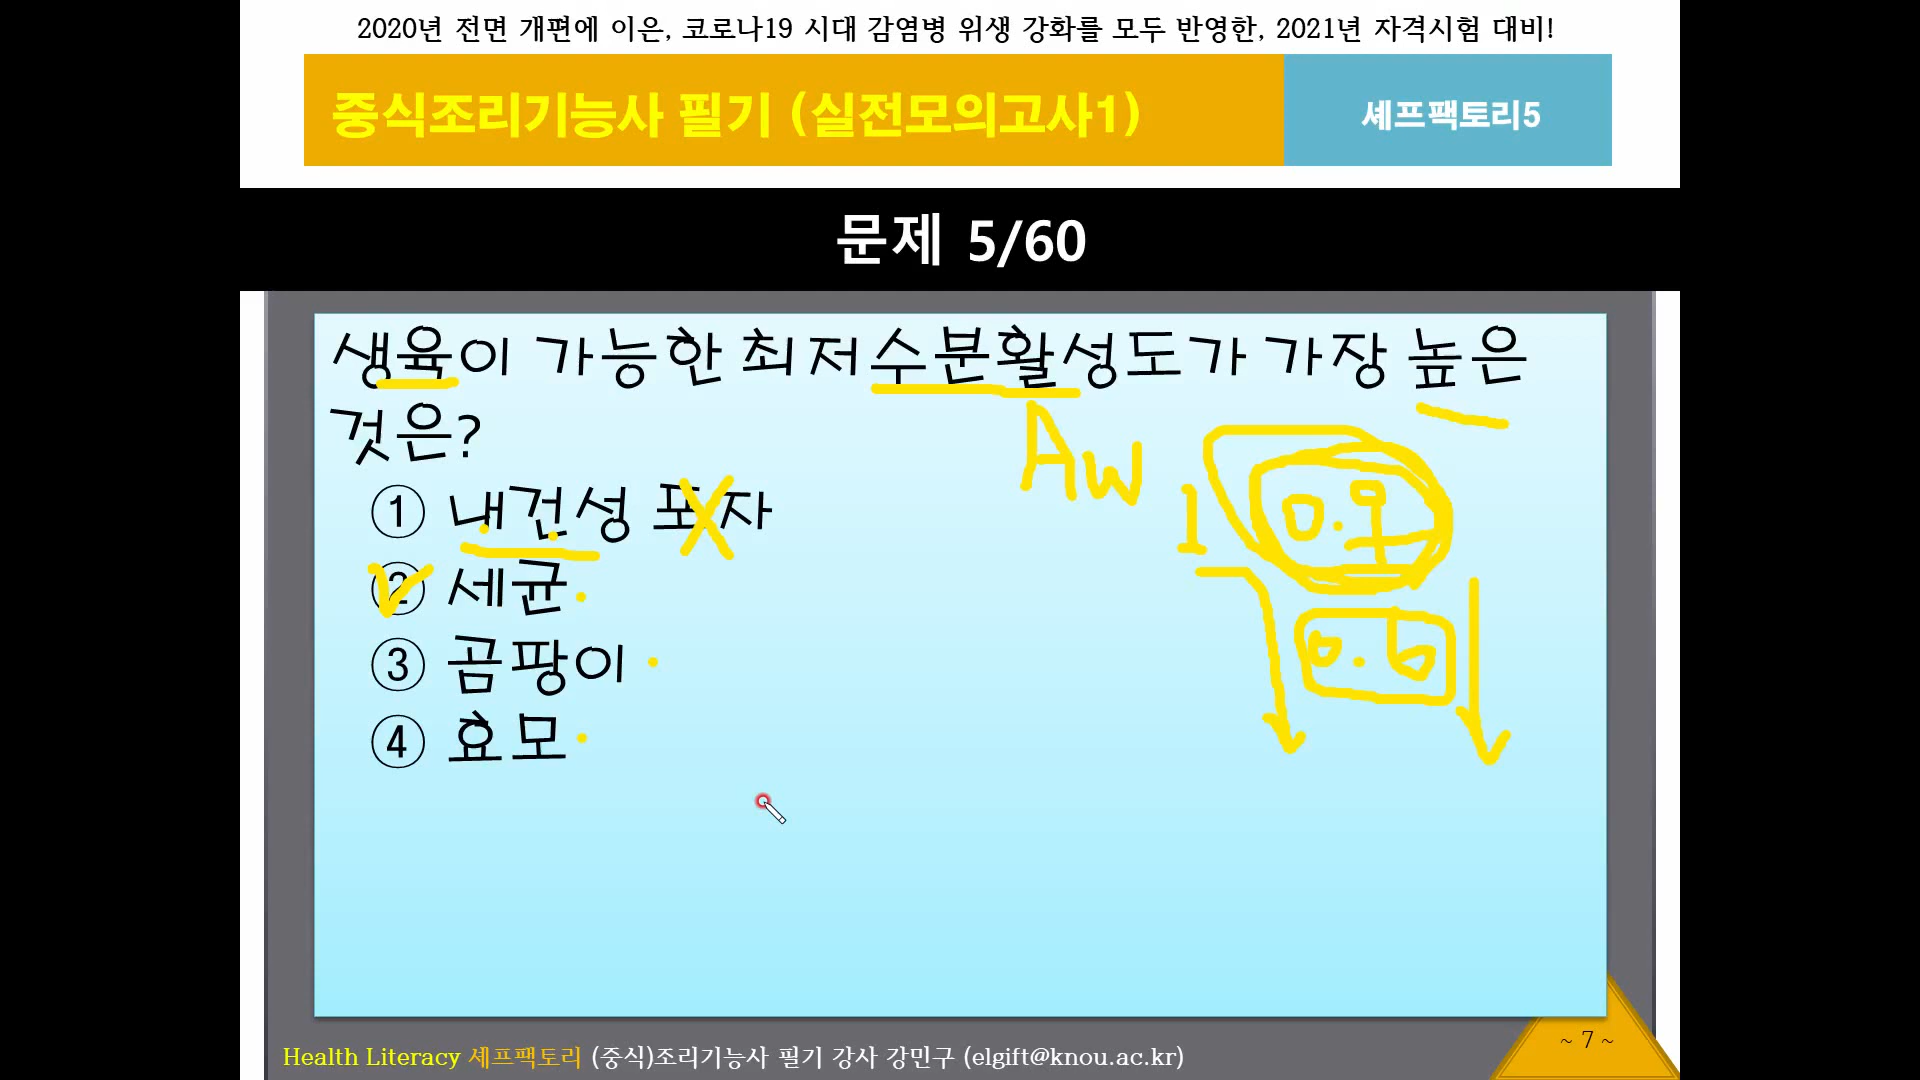 2020년 전면 개편에 이은, 코로나19 시대 감염병 위생 강화를 모두 반영한, 2021년 자격시험 대비!
중식조리기능사 필기 (실전모의고사1)
셰프팩토리5
문제 5/60
생육이 가능한 최저수분활성도가 가장 높은
것은?
Aw
1
0.9
0.6
① 내건성 포자
② 세균
③ 곰팡이
④ 효모
~ 7 ~
Health Literacy 셰프팩토리 (중식)조리기능사 필기 강사 강민구 (elgift@knou.ac.kr)